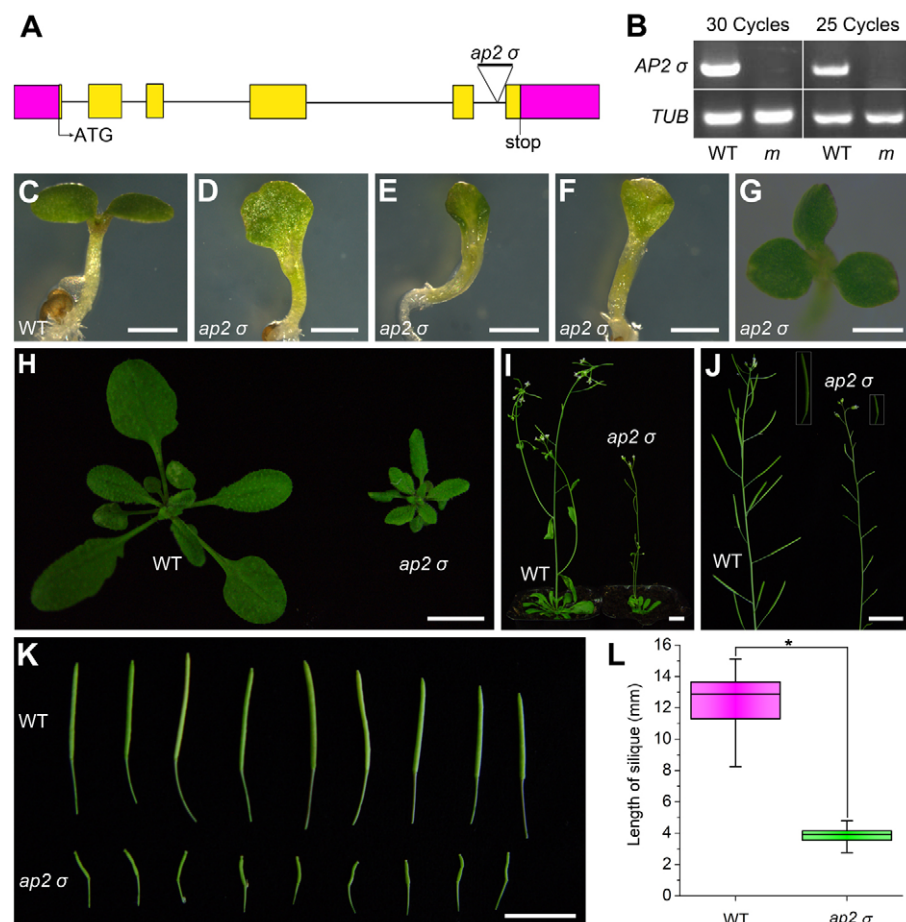 A
ap2 σ
ATG
stop
B
30 Cycles 25 Cycles
AP2 σ
TUB
WT m WT m
C
WT
D
ap2 σ
E
ap2 σ
F
ap2 σ
G
ap2 σ
H
WT
ap2 σ
I
WT
ap2 σ
J
WT
ap2 σ
K
WT
ap2 σ
L
*
Length of silique (mm)
16
14
12
10
8
6
4
2
0
WT ap2 σ